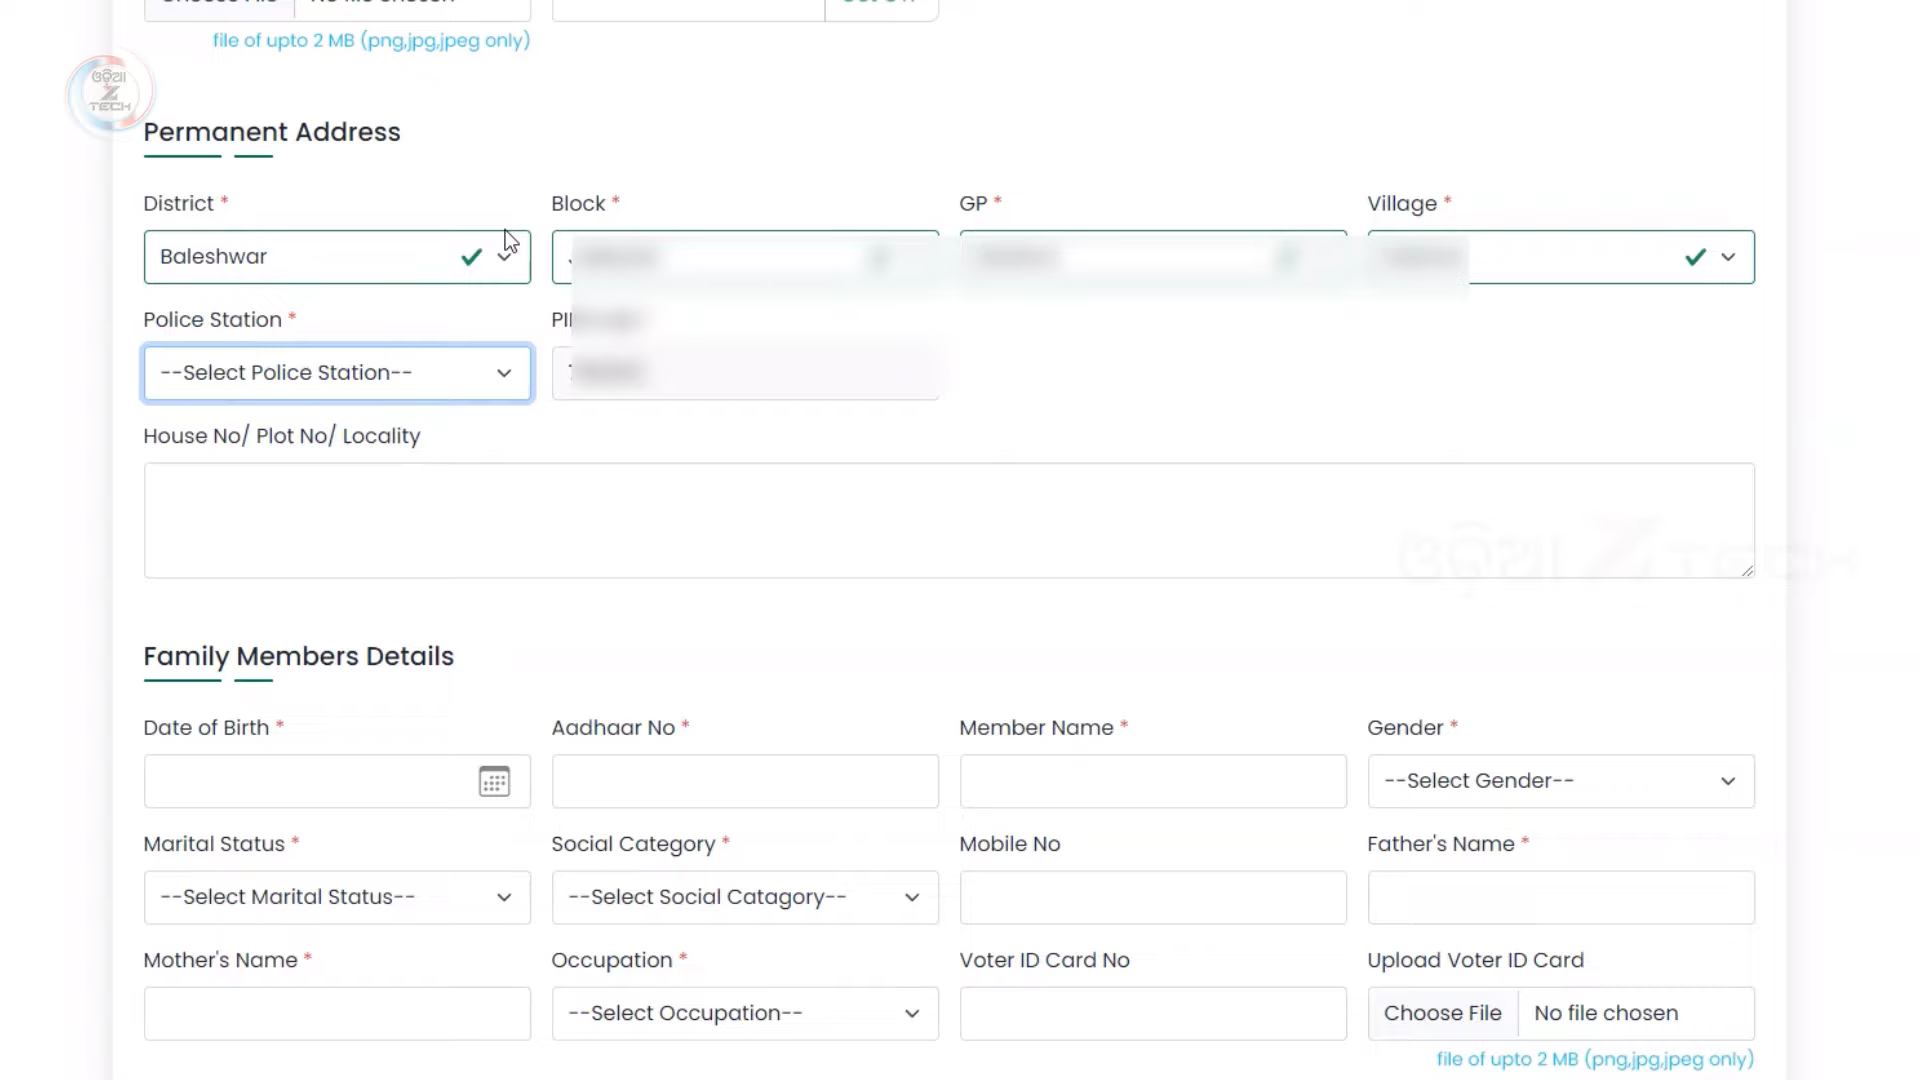 file of upto 2 MB (png,jpg,jpeg only)
ଓଡ଼ିଆ
Z
TECH
Permanent Address
District *
Block *
GP *
Village *
Baleshwar
Police Station *
--Select Police Station--
House No/ Plot No/ Locality
ଓଡ଼ିଆ Z TECH
Family Members Details
Date of Birth *
Aadhaar No *
Member Name *
Gender *
--Select Gender--
Marital Status *
Social Category *
Mobile No
Father's Name *
--Select Marital Status--
--Select Social Catagory--
Mother's Name *
Occupation *
Voter ID Card No
Upload Voter ID Card
--Select Occupation--
Choose File
No file chosen
file of upto 2 MB (png,jpg,jpeg only)